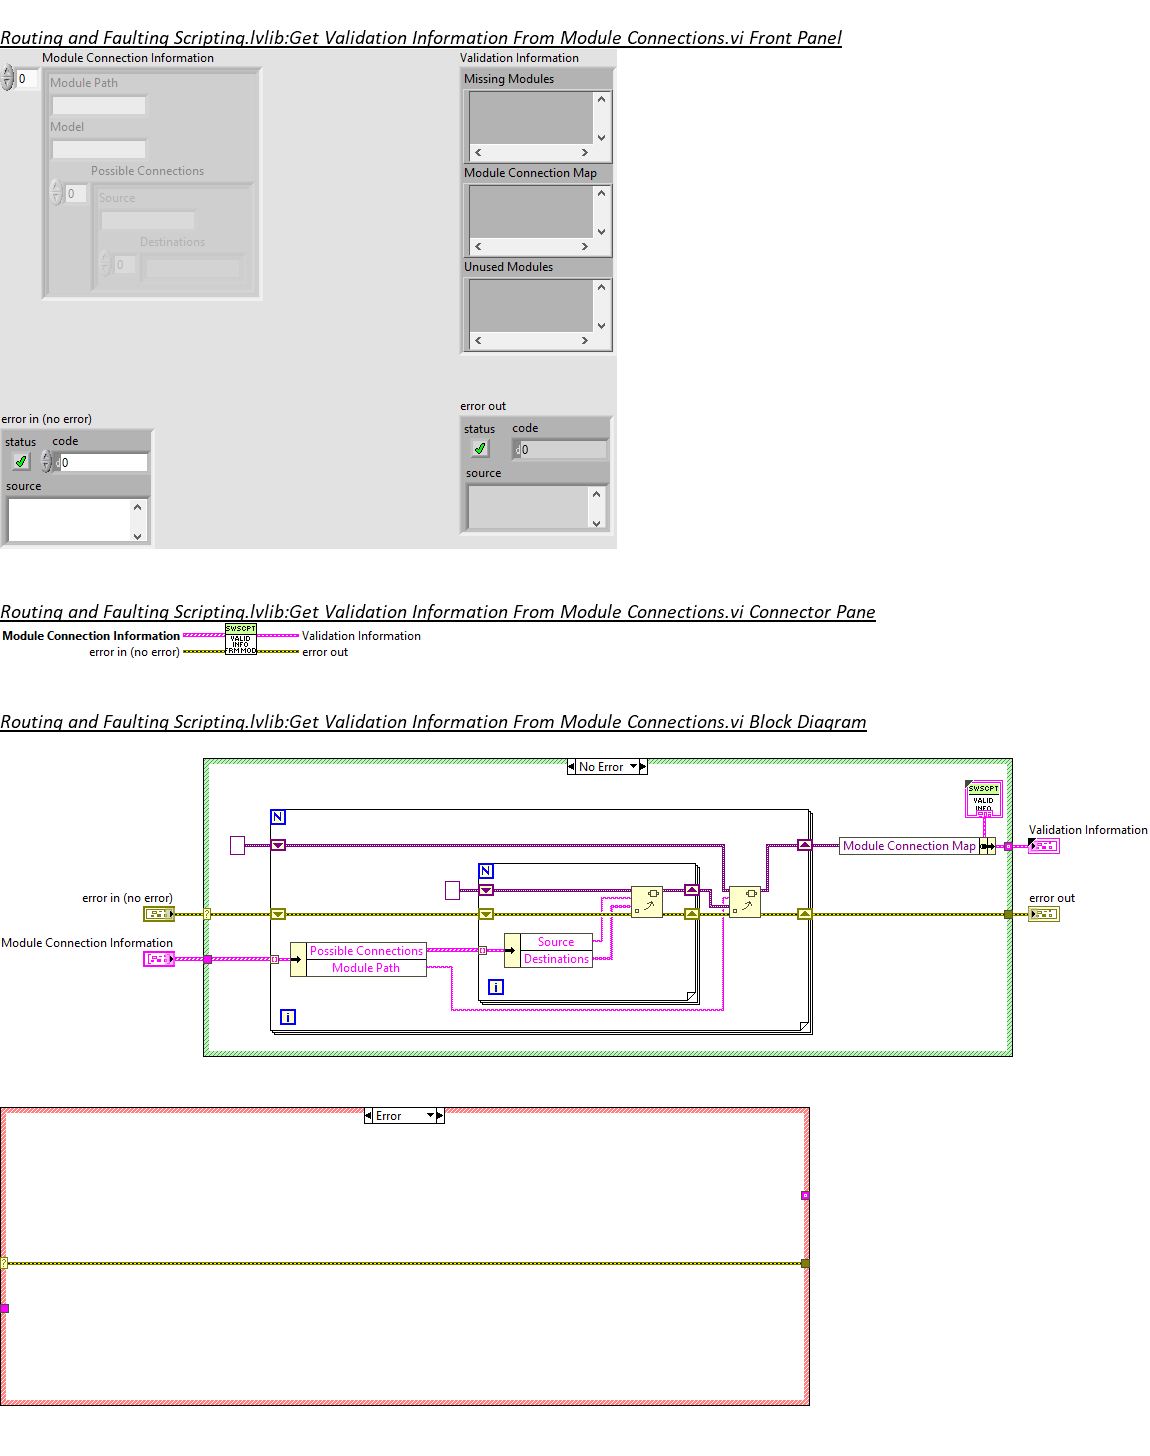 Routing and Faulting Scripting.lvlib:Get Validation Information From Module Connections.vi Front Panel
Module Connection Information
0
Module Path
Model
Possible Connections
0
Source
Destinations
0
Validation Information
Missing Modules
Module Connection Map
Unused Modules
error in (no error)
status code
0
source
error out
status code
0
source
Routing and Faulting Scripting.lvlib:Get Validation Information From Module Connections.vi Connector Pane
Module Connection Information
error in (no error)
SWSCPT
VALID
INFO
FRM MOD
Validation Information
error out
Routing and Faulting Scripting.lvlib:Get Validation Information From Module Connections.vi Block Diagram
No Error
SWSCPT
VALID
INFO
Validation Information
N
Module Connection Map
N
error in (no error)
error out
Module Connection Information
Possible Connections
Module Path
Source
Destinations
i
i
Error